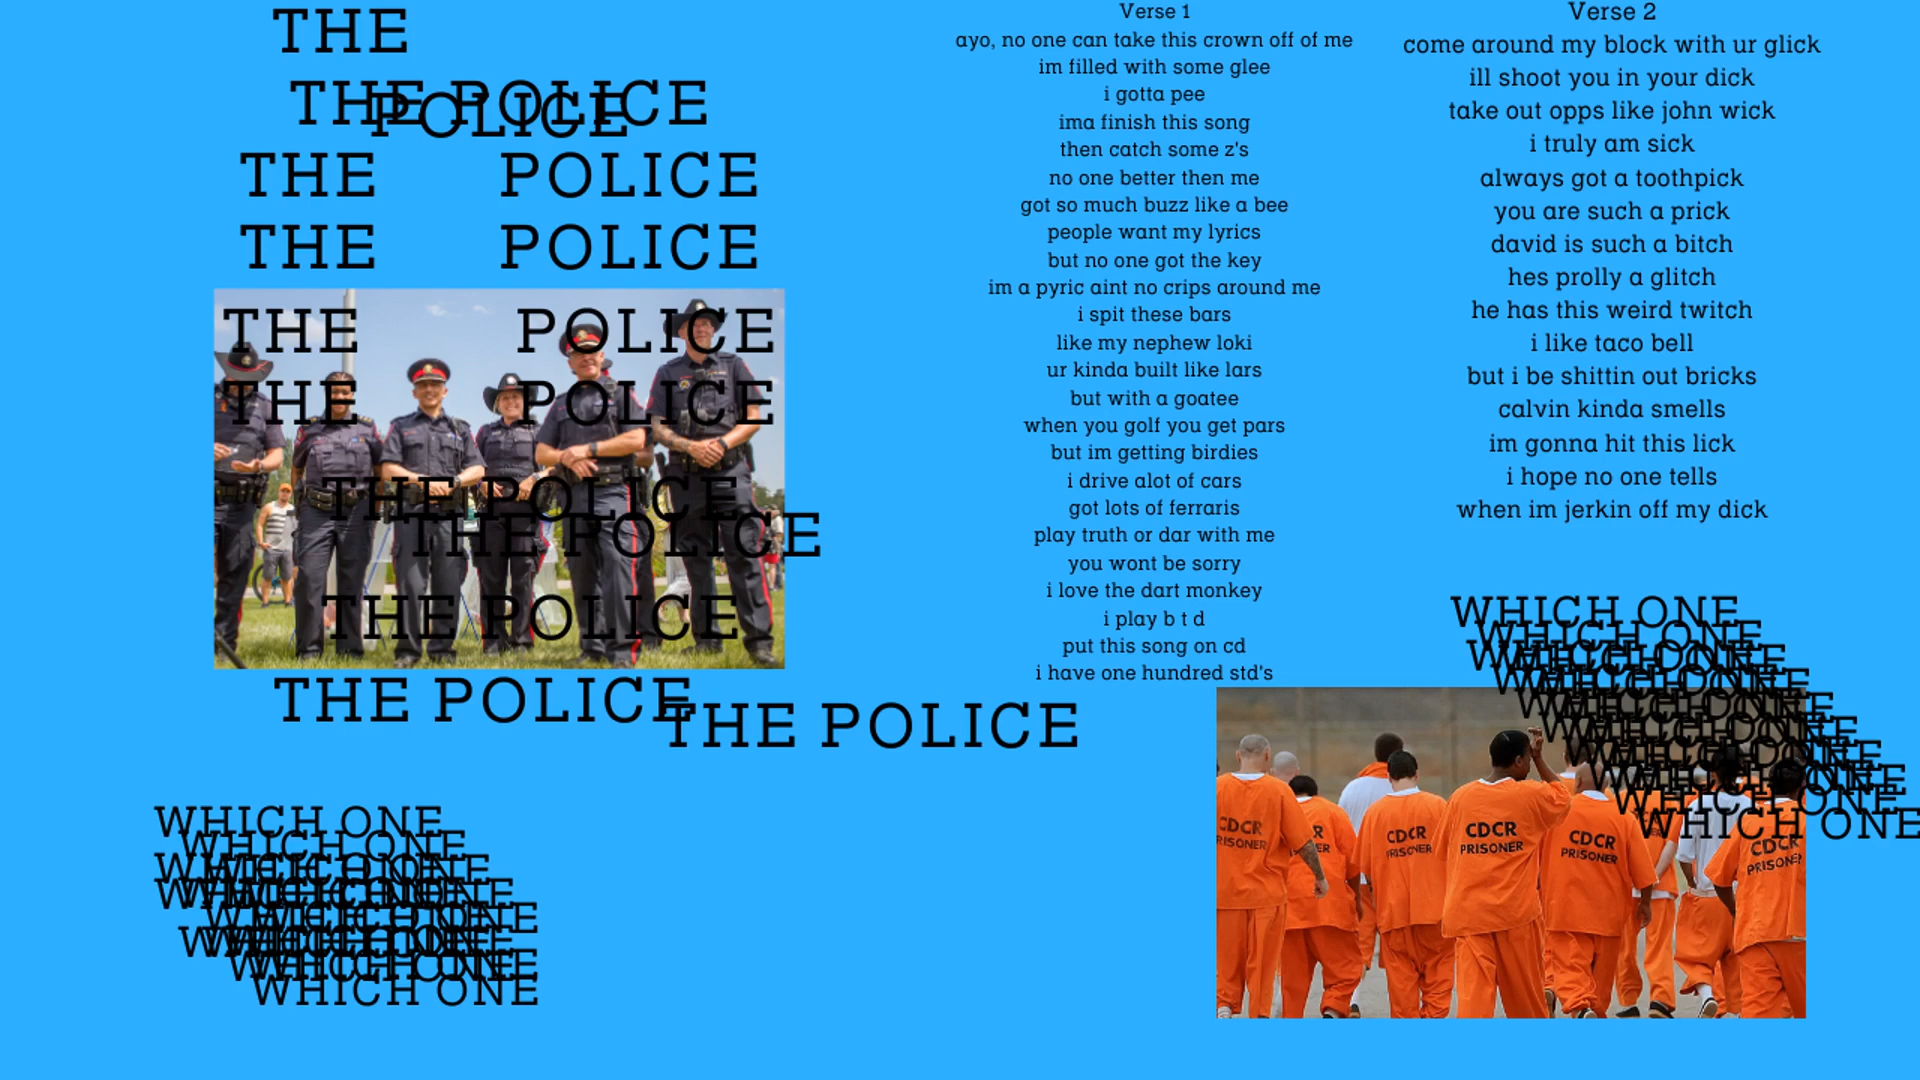 THE
THE POLICE
POLICE
THE POLICE
THE POLICE
THE POLICE
THE POLICE
THE POLICE
THE POLICE
THE POLICE
THE POLICE
THE POLICE
Verse 1
ayo, no one can take this crown off of me
im filled with some glee
i gotta pee
ima finish this song
then catch some z's
no one better then me
got so much buzz like a bee
people want my lyrics
but no one got the key
im a pyric aint no crips around me
i spit these bars
like my nephew loki
ur kinda built like lars
but with a goatee
when you golf you get pars
but im getting birdies
i drive alot of cars
got lots of ferraris
play truth or dar with me
you wont be sorry
i love the dart monkey
i play b t d
put this song on cd
i have one hundred std's
Verse 2
come around my block with ur glick
ill shoot you in your dick
take out opps like john wick
i truly am sick
always got a toothpick
you are such a prick
david is such a bitch
hes prolly a glitch
he has this weird twitch
i like taco bell
but i be shittin out bricks
calvin kinda smells
im gonna hit this lick
i hope no one tells
when im jerkin off my dick
WHICH ONE
WHICH ONE
WHICH ONE
WHICH ONE
WHICH ONE
WHICH ONE
WHICH ONE
WHICH ONE
CDCR
PRISONER
CDCR
PRISONER
CDCR
PRISONER
CDCR
PRISONER
CDCR